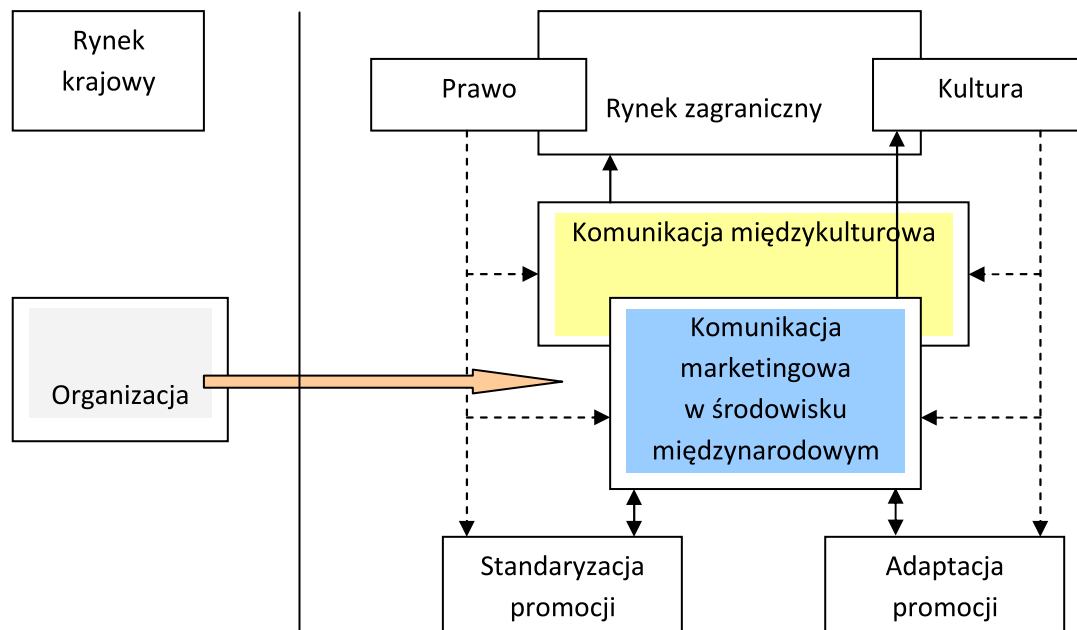 Rynek
krajowy
Prawo
Rynek zagraniczny
Kultura
Komunikacja międzykulturowa
Organizacja
Komunikacja
marketingowa
w środowisku
międzynarodowym
Standaryzacja
promocji
Adaptacja
promocji